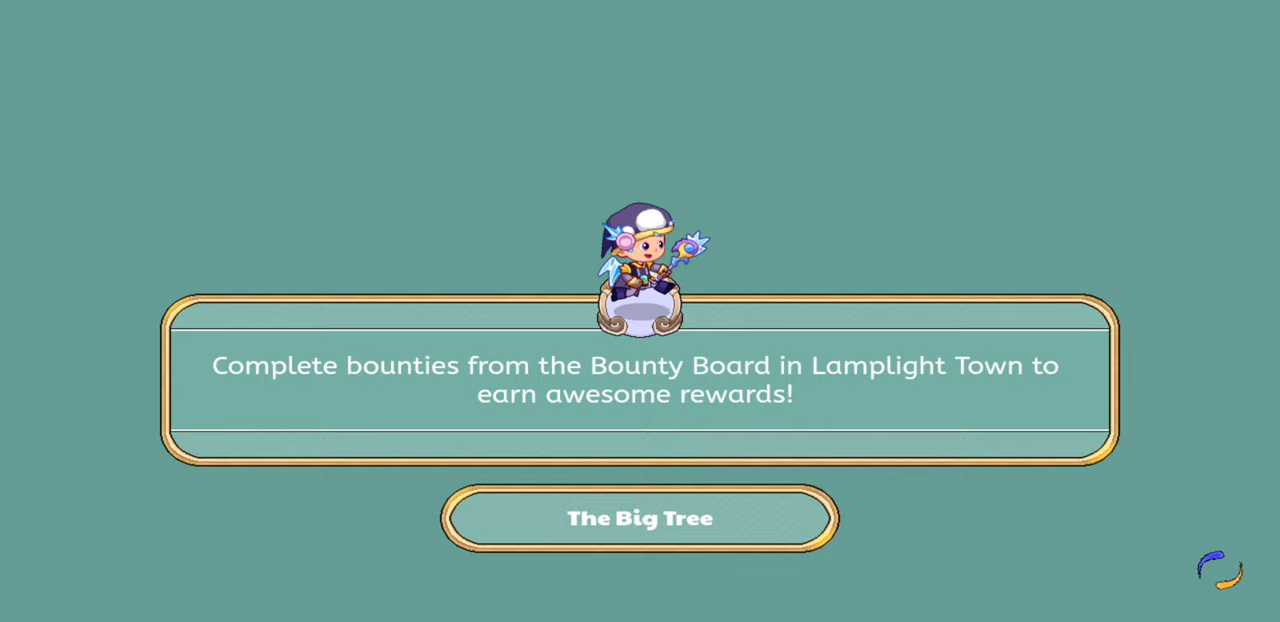 Complete bounties from the Bounty Board in Lamplight Town to
earn awesome rewards!
The Big Tree